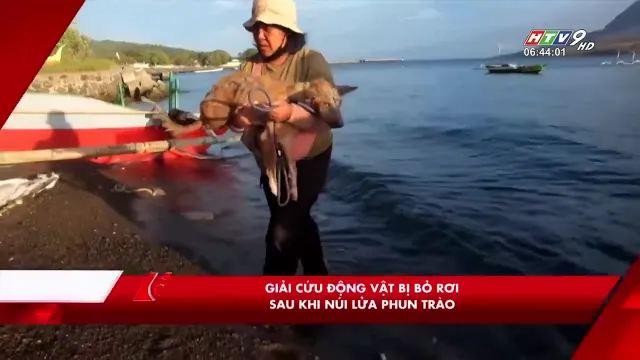 HTV9 HD
06:44:01
GIẢI CỨU ĐỘNG VẬT BỊ BỎ RƠI
SAU KHI NÚI LỬA PHUN TRÀO